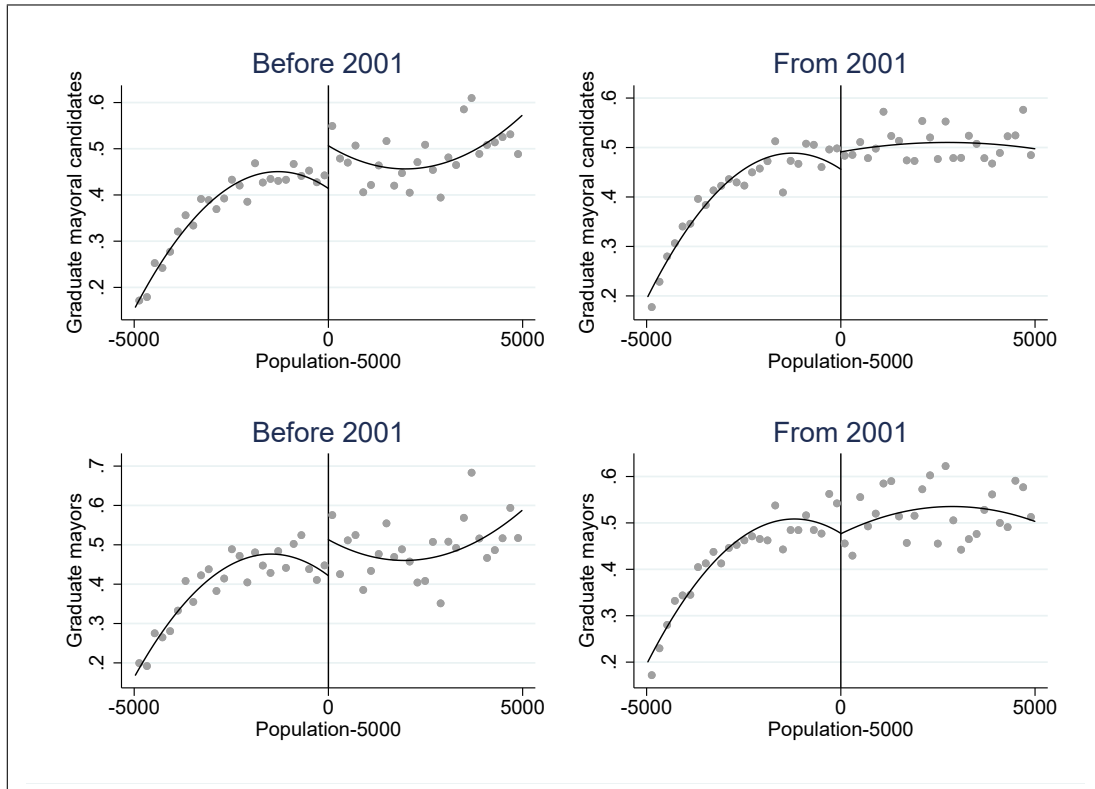 Before 2001
Graduate mayoral candidates
.6
.5
.4
.3
.2
-5000 0 5000
Population-5000
From 2001
Graduate mayoral candidates
.6
.5
.4
.3
.2
-5000 0 5000
Population-5000
Before 2001
Graduate mayors
.7
.6
.5
.4
.3
.2
-5000 0 5000
Population-5000
From 2001
Graduate mayors
.6
.5
.4
.3
.2
-5000 0 5000
Population-5000